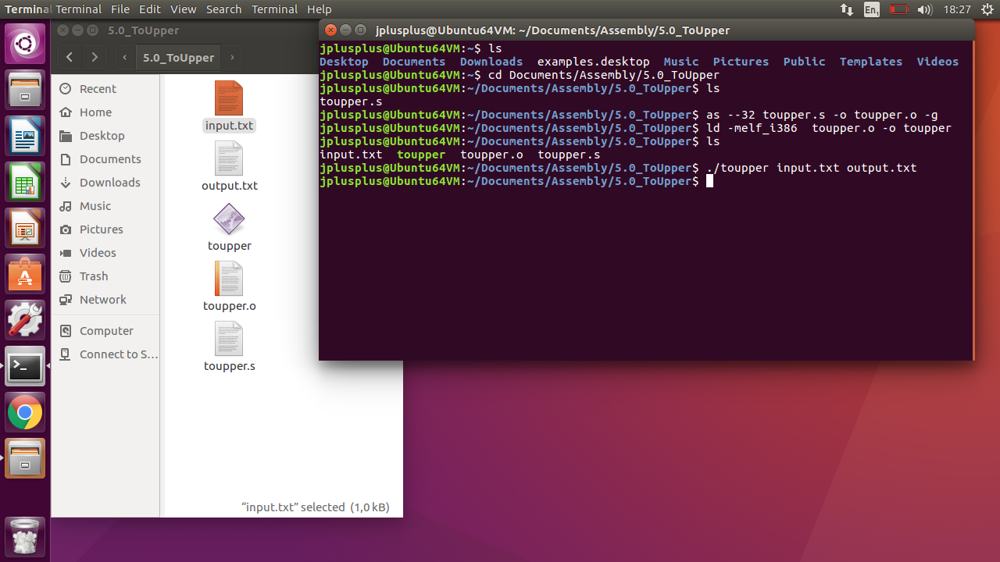 Terminal Terminal File Edit View Search Terminal Help
En1 18:27
5.0_ToUpper
5.0_ToUpper
Recent
Home
Desktop
Documents
Downloads
Music
Pictures
Videos
Trash
Network
Computer
Connect to S…
input.txt
output.txt
toupper
toupper.o
toupper.s
“input.txt” selected (1,0 kB)
jplusplus@Ubuntu64VM: ~/Documents/Assembly/5.0_ToUpper
jplusplus@Ubuntu64VM:~$ ls
Desktop Documents Downloads examples.desktop Music Pictures Public Templates Videos
jplusplus@Ubuntu64VM:~$ cd Documents/Assembly/5.0_ToUpper
jplusplus@Ubuntu64VM:~/Documents/Assembly/5.0_ToUpper$ ls
toupper.s
jplusplus@Ubuntu64VM:~/Documents/Assembly/5.0_ToUpper$ as --32 toupper.s -o toupper.o -g
jplusplus@Ubuntu64VM:~/Documents/Assembly/5.0_ToUpper$ ld -melf_i386  toupper.o -o toupper
jplusplus@Ubuntu64VM:~/Documents/Assembly/5.0_ToUpper$ ls
input.txt toupper toupper.o toupper.s
jplusplus@Ubuntu64VM:~/Documents/Assembly/5.0_ToUpper$ ./toupper input.txt output.txt
jplusplus@Ubuntu64VM:~/Documents/Assembly/5.0_ToUpper$